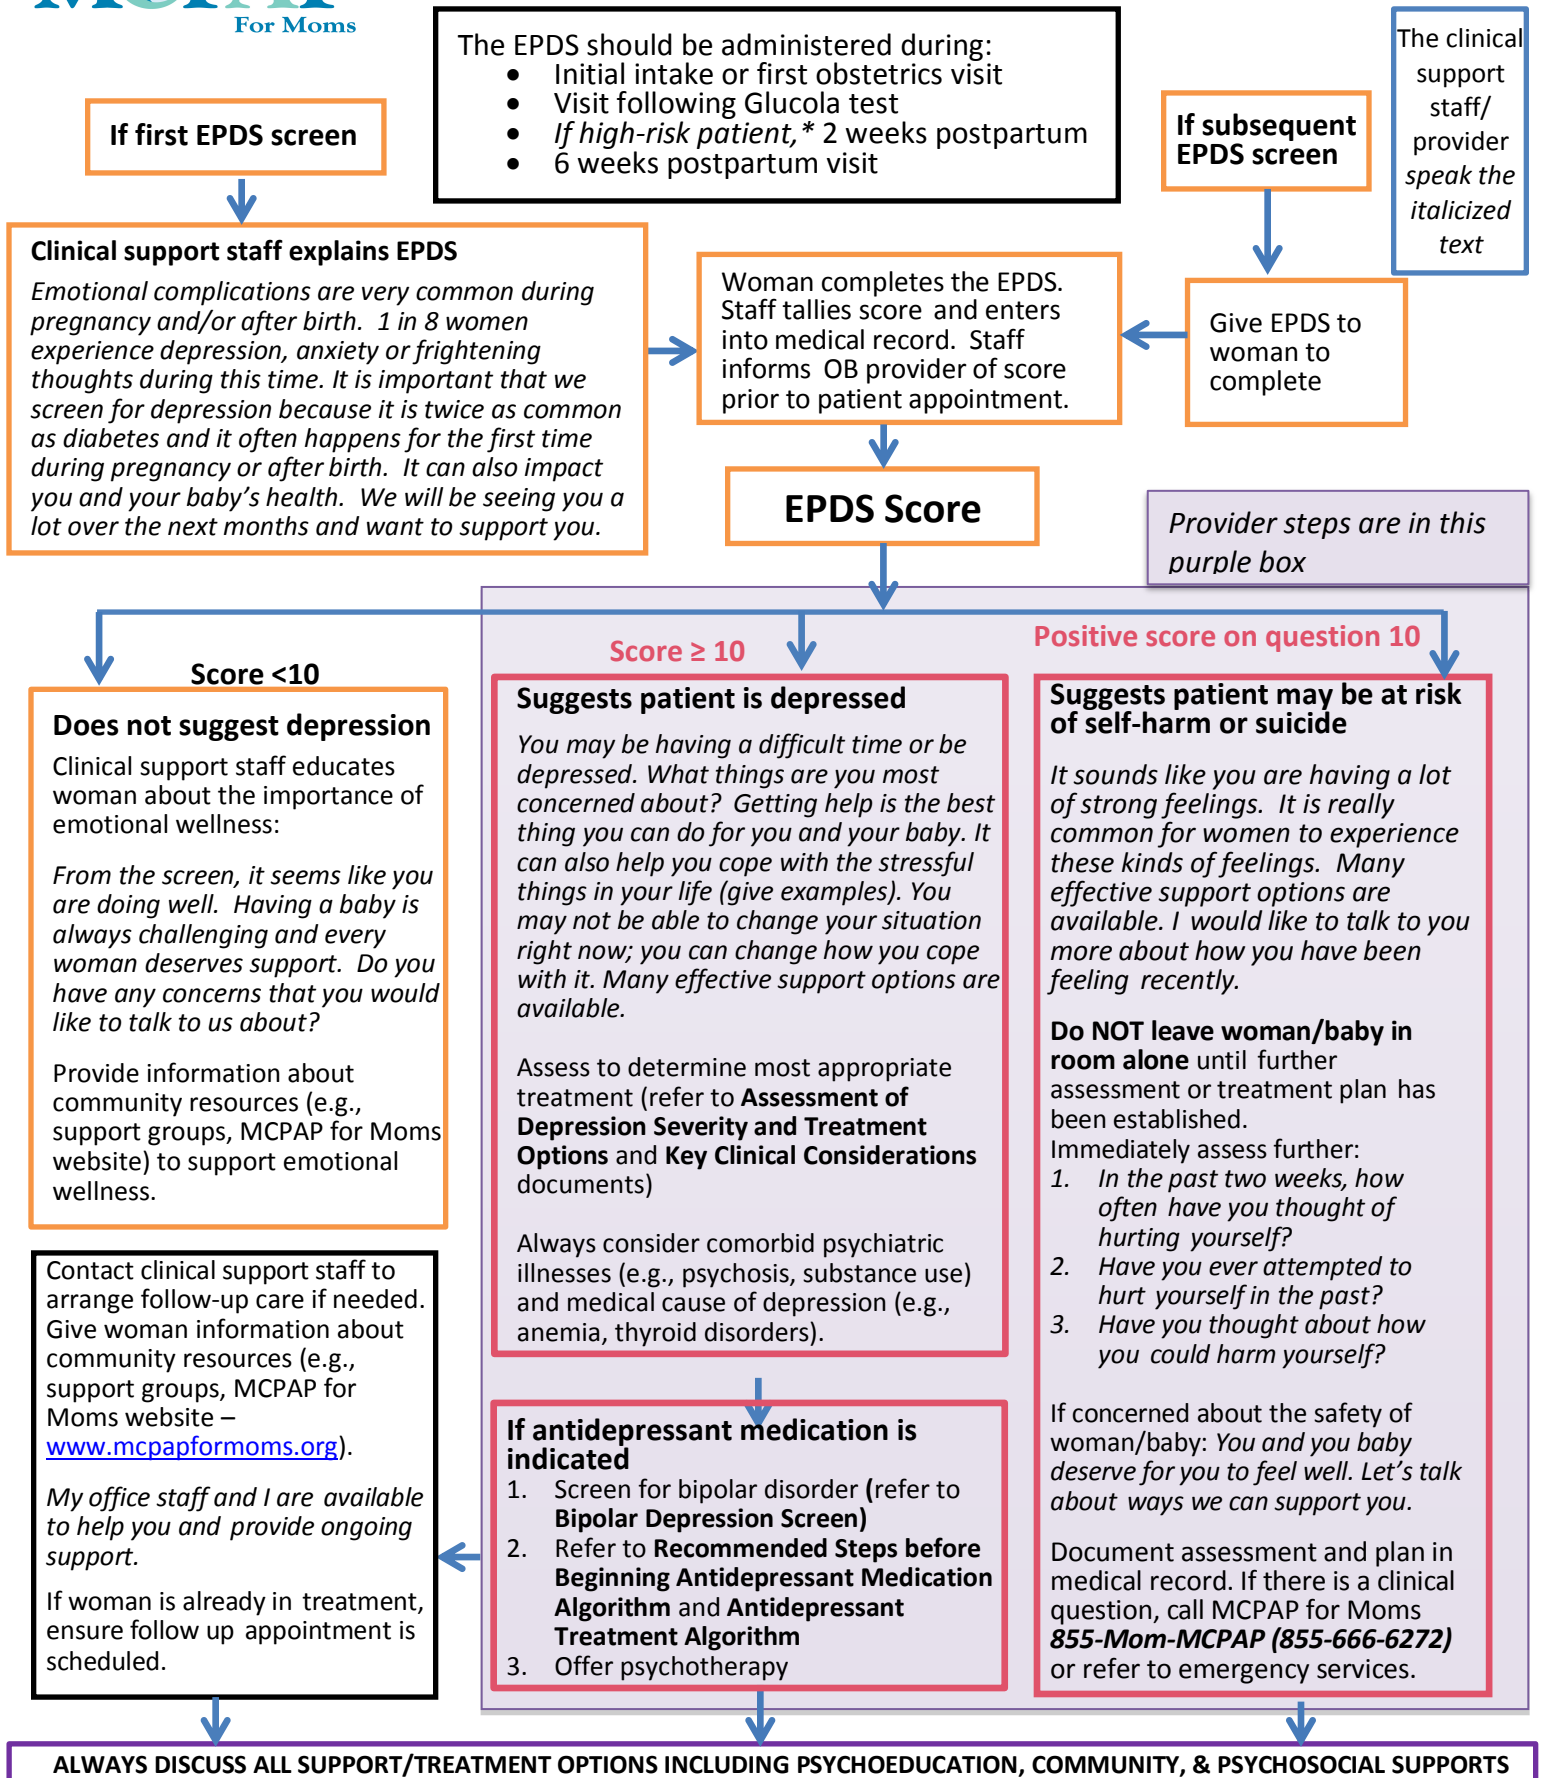 MCPAP
For Moms
The EPDS should be administered during:
• Initial intake or first obstetrics visit
• Visit following Glucola test
• If high-risk patient,* 2 weeks postpartum
• 6 weeks postpartum visit
The clinical
support
staff/
provider
speak the
italicized
text
If first EPDS screen
If subsequent
EPDS screen
Clinical support staff explains EPDS
Emotional complications are very common during
pregnancy and/or after birth. 1 in 8 women
experience depression, anxiety or frightening
thoughts during this time. It is important that we
screen for depression because it is twice as common
as diabetes and it often happens for the first time
during pregnancy or after birth. It can also impact
you and your baby's health. We will be seeing you a
lot over the next months and want to support you.
Woman completes the EPDS.
Staff tallies score and enters
into medical record. Staff
informs OB provider of score
prior to patient appointment.
Give EPDS to
woman to
complete
EPDS Score
Provider steps are in this
purple box
Score <10
Does not suggest depression
Clinical support staff educates
woman about the importance of
emotional wellness:
From the screen, it seems like you
are doing well. Having a baby is
always challenging and every
woman deserves support. Do you
have any concerns that you would
like to talk to us about?
Provide information about
community resources (e.g.,
support groups, MCPAP for Moms
website) to support emotional
wellness.
Score ≥ 10
Suggests patient is depressed
You may be having a difficult time or be
depressed. What things are you most
concerned about? Getting help is the best
thing you can do for you and your baby. It
can also help you cope with the stressful
things in your life (give examples). You
may not be able to change your situation
right now; you can change how you cope
with it. Many effective support options are
available.
Assess to determine most appropriate
treatment (refer to Assessment of
Depression Severity and Treatment
Options and Key Clinical Considerations
documents)
Always consider comorbid psychiatric
illnesses (e.g., psychosis, substance use)
and medical cause of depression (e.g.,
anemia, thyroid disorders).
Positive score on question 10
Suggests patient may be at risk
of self-harm or suicide
It sounds like you are having a lot
of strong feelings. It is really
common for women to experience
these kinds of feelings. Many
effective support options are
available. I would like to talk to you
more about how you have been
feeling recently.
Do NOT leave woman/baby in
room alone until further
assessment or treatment plan has
been established.
Immediately assess further:
1. In the past two weeks, how
often have you thought of
hurting yourself?
2. Have you ever attempted to
hurt yourself in the past?
3. Have you thought about how
you could harm yourself?
If concerned about the safety of
woman/baby: You and you baby
deserve for you to feel well. Let's talk
about ways we can support you.
Document assessment and plan in
medical record. If there is a clinical
question, call MCPAP for Moms
855-Mom-MCPAP (855-666-6272)
or refer to emergency services.
If antidepressant medication is
indicated
1. Screen for bipolar disorder (refer to
Bipolar Depression Screen)
2. Refer to Recommended Steps before
Beginning Antidepressant Medication
Algorithm and Antidepressant
Treatment Algorithm
3. Offer psychotherapy
Contact clinical support staff to
arrange follow-up care if needed.
Give woman information about
community resources (e.g.,
support groups, MCPAP for
Moms website –
www.mcpapformoms.org).
My office staff and I are available
to help you and provide ongoing
support.
If woman is already in treatment,
ensure follow up appointment is
scheduled.
ALWAYS DISCUSS ALL SUPPORT/TREATMENT OPTIONS INCLUDING PSYCHOEDUCATION, COMMUNITY, & PSYCHOSOCIAL SUPPORTS